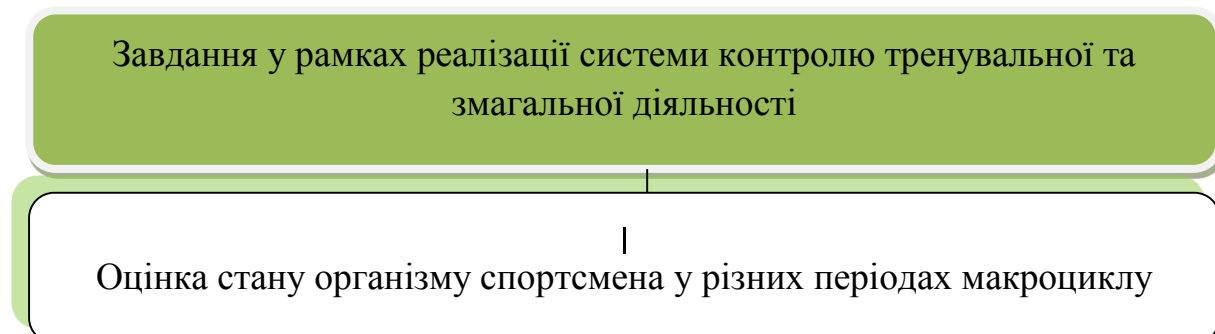 Завдання у рамках реалізації системи контролю тренувальної та
змагальної діяльності
Оцінка стану організму спортсмена у різних періодах макроциклу